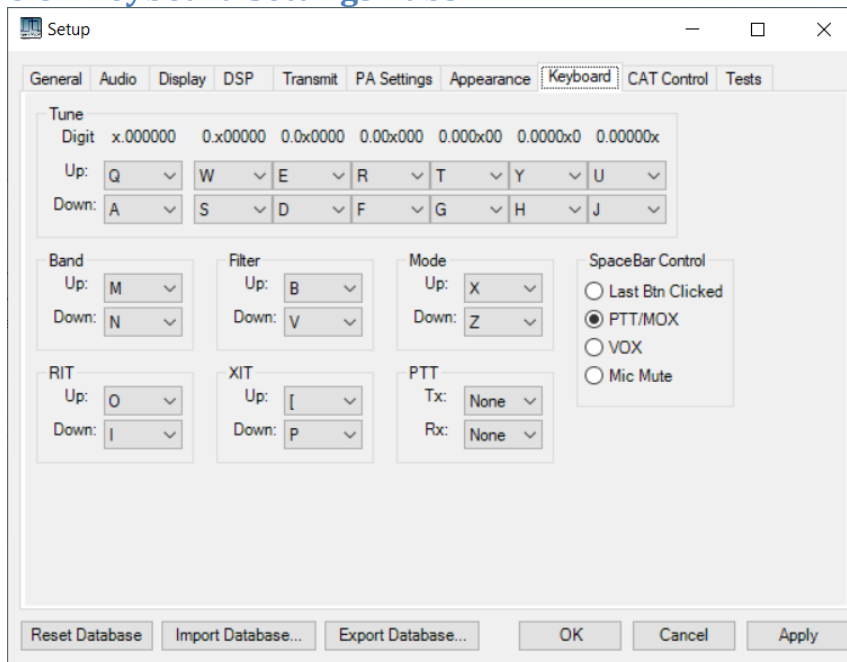 Setup
General Audio Display DSP Transmit PA Settings Appearance Keyboard CAT Control Tests
Tune
Digit x.000000 0.x00000 0.0x0000 0.00x000 0.000x00 0.0000x0 0.00000x
Up: Q W E R T Y U
Down: A S D F G H J
Band Filter Mode SpaceBar Control
Up: M Up: B Up: X Last Btn Clicked
Down: N Down: V Down: Z PTT/MOX
VOX
RIT XIT PTT Mic Mute
Up: O Up: [ Tx: None
Down: I Down: P Rx: None
Reset Database Import Database... Export Database... OK Cancel Apply